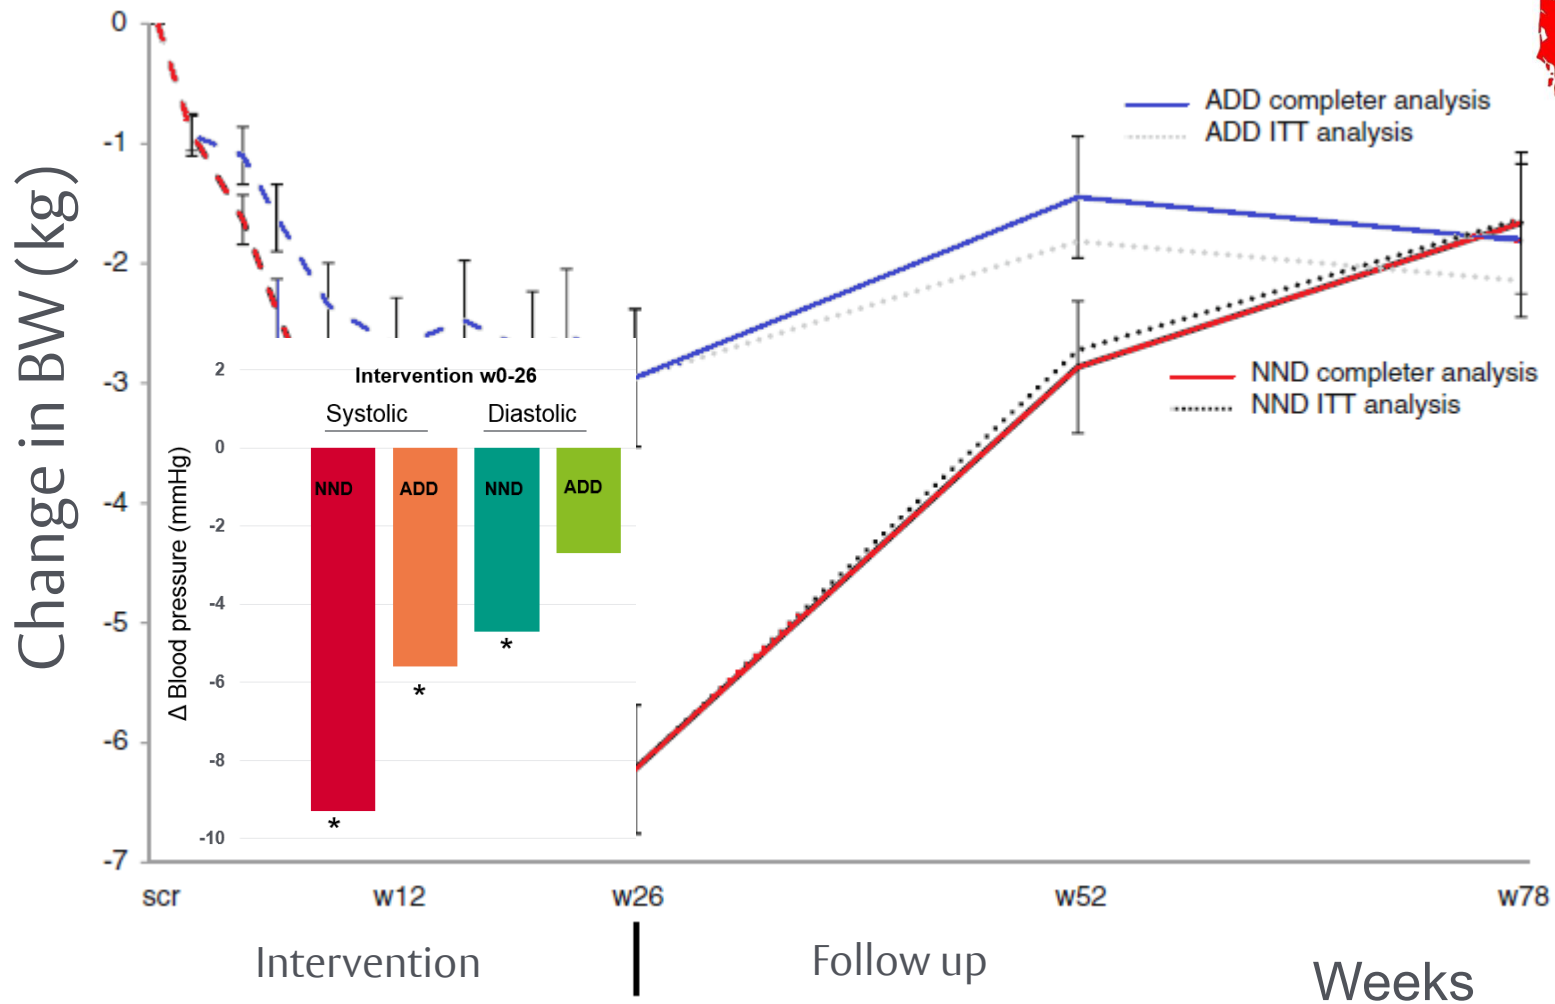 Change in BW (kg)
0
-1
-2
-3
-4
-5
-6
-7
ADD completer analysis
ADD ITT analysis
NND completer analysis
NND ITT analysis
Intervention w0-26
Systolic
Diastolic
Δ Blood pressure (mmHg)
2
0
-2
-4
-6
-8
-10
NND
ADD
NND
ADD
*
*
*
scr
w12
w26
w52
w78
Intervention
Follow up
Weeks